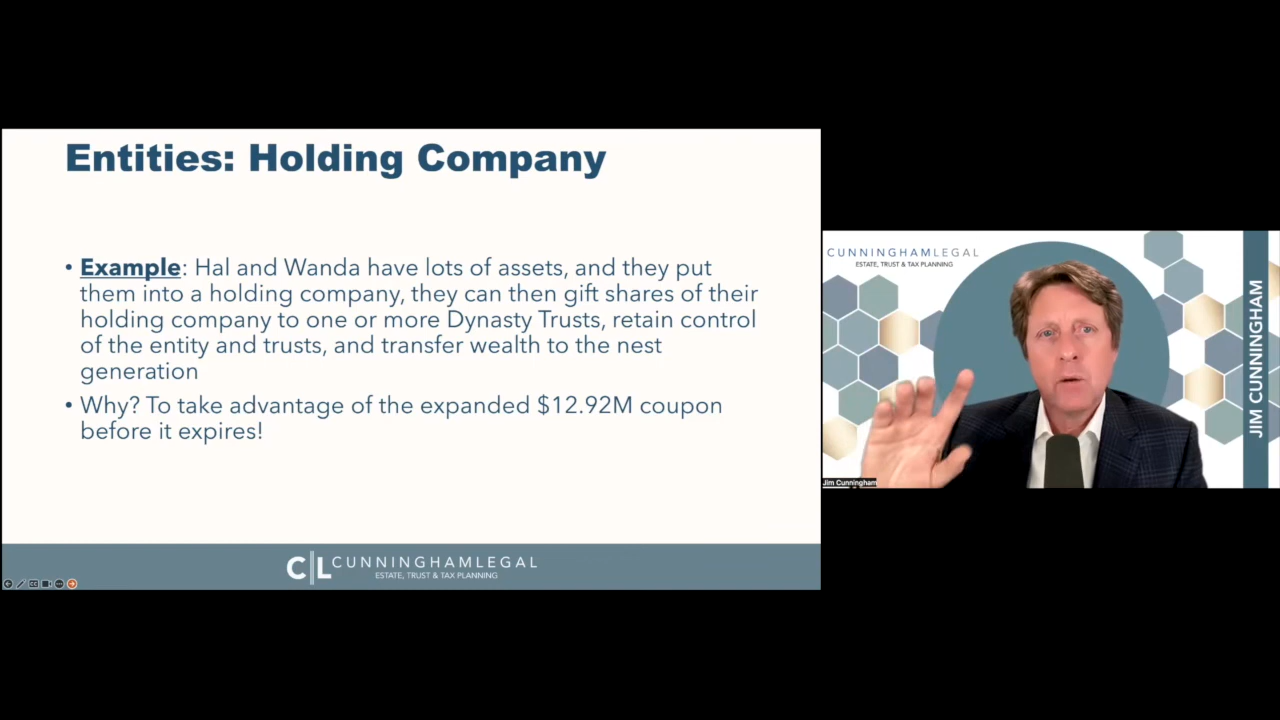 Entities: Holding Company
• Example: Hal and Wanda have lots of assets, and they put
them into a holding company, they can then gift shares of their
holding company to one or more Dynasty Trusts, retain control
of the entity and trusts, and transfer wealth to the nest
generation
• Why? To take advantage of the expanded $12.92M coupon
before it expires!
CL CUNNINGHAMLEGAL
ESTATE, TRUST & TAX PLANNING
CUNNINGHAMLEGAL
ESTATE, TRUST & TAX PLANNING
JIM CUNNINGHAM
Jim Cunningham